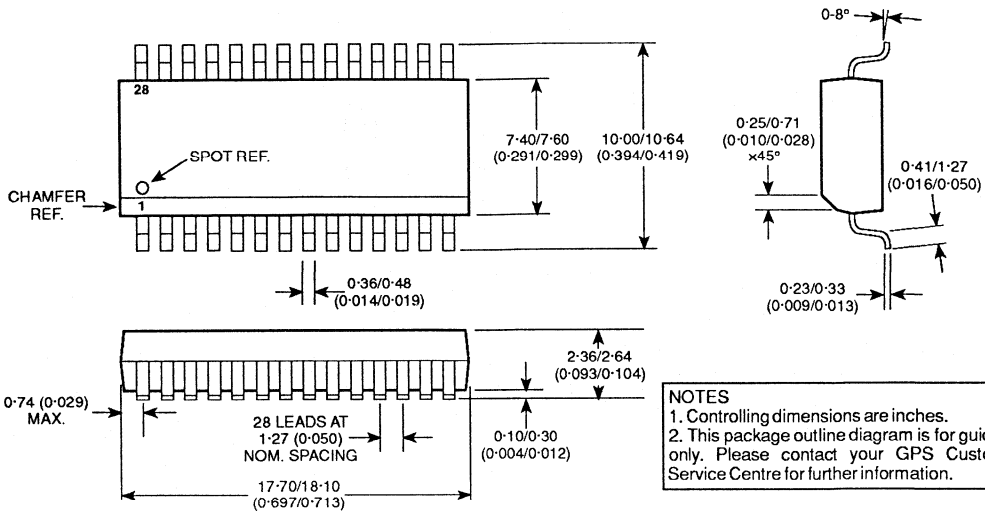 0-8°
28
SPOT REF.
CHAMFER
REF.
1
7·40/7·60
(0·291/0·299)
10·00/10·64
(0·394/0·419)
0·25/0·71
(0·010/0·028)
×45°
0·41/1·27
(0·016/0·050)
0·36/0·48
(0·014/0·019)
0·23/0·33
(0·009/0·013)
2·36/2·64
(0·093/0·104)
0·74 (0·029)
MAX.
28 LEADS AT
1·27 (0·050)
NOM. SPACING
0·10/0·30
(0·004/0·012)
17·70/18·10
(0·697/0·713)
NOTES
1. Controlling dimensions are inches.
2. This package outline diagram is for guid
only. Please contact your GPS Custo
Service Centre for further information.